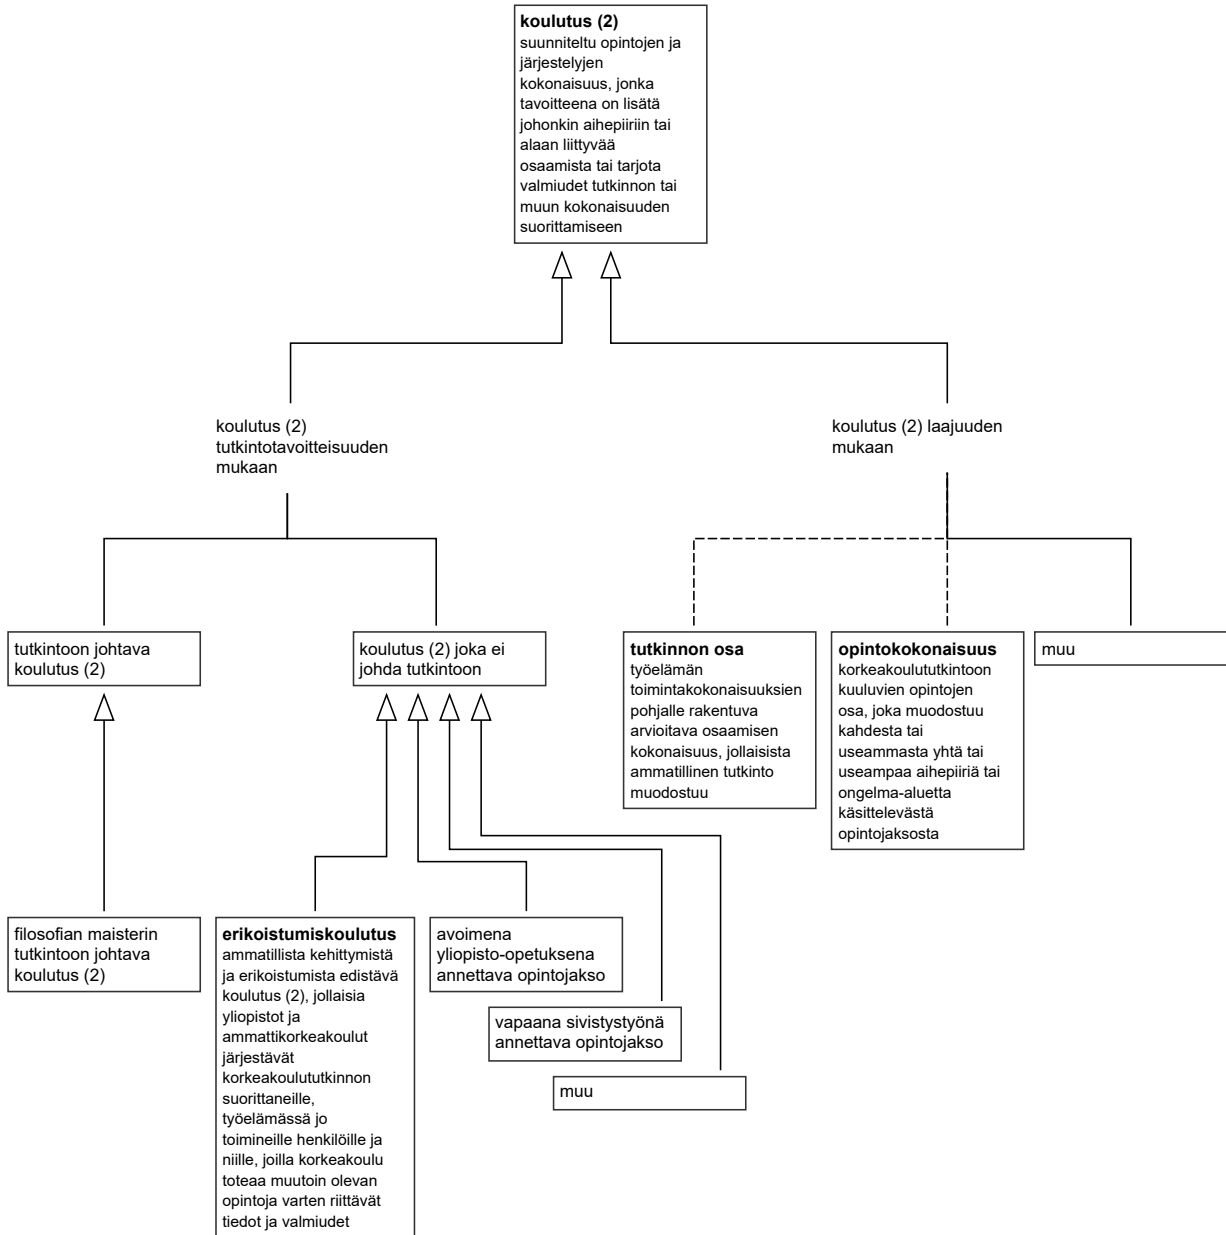 koulutus (2)
suunniteltu opintojen ja
järjestelyjen
kokonaisuus, jonka
tavoitteena on lisätä
johonkin aihepiiriin tai
alaan liittyvää
osaamista tai tarjota
valmiudet tutkinnon tai
muun kokonaisuuden
suorittamiseen
koulutus (2)
tutkintotavoitteisuuden
mukaan
koulutus (2) laajuuden
mukaan
tutkintoon johtava
koulutus (2)
koulutus (2) joka ei
johda tutkintoon
tutkinnon osa
työelämän
toimintakokonaisuuksien
pohjalle rakentuva
arvioitava osaamisen
kokonaisuus, jollaisista
ammatillinen tutkinto
muodostuu
opintokokonaisuus
korkeakoulututkintoon
kuuluvien opintojen
osa, joka muodostuu
kahdesta tai
useammasta yhtä tai
useampaa aihepiiriä tai
ongelma-aluetta
käsittelevästä
opintojaksosta
muu
filosofian maisterin
tutkintoon johtava
koulutus (2)
erikoistumiskoulutus
ammatillista kehittymistä
ja erikoistumista edistävä
koulutus (2), jollaisia
yliopistot ja
ammattikorkeakoulut
järjestävät
korkeakoulututkinnon
suorittaneille,
työelämässä jo
toimineille henkilöille ja
niille, joilla korkeakoulu
toteaa muutoin olevan
opintoja varten riittävät
tiedot ja valmiudet
avoimena
yliopisto-opetuksena
annettava opintojakso
vapaana sivistystyönä
annettava opintojakso
muu